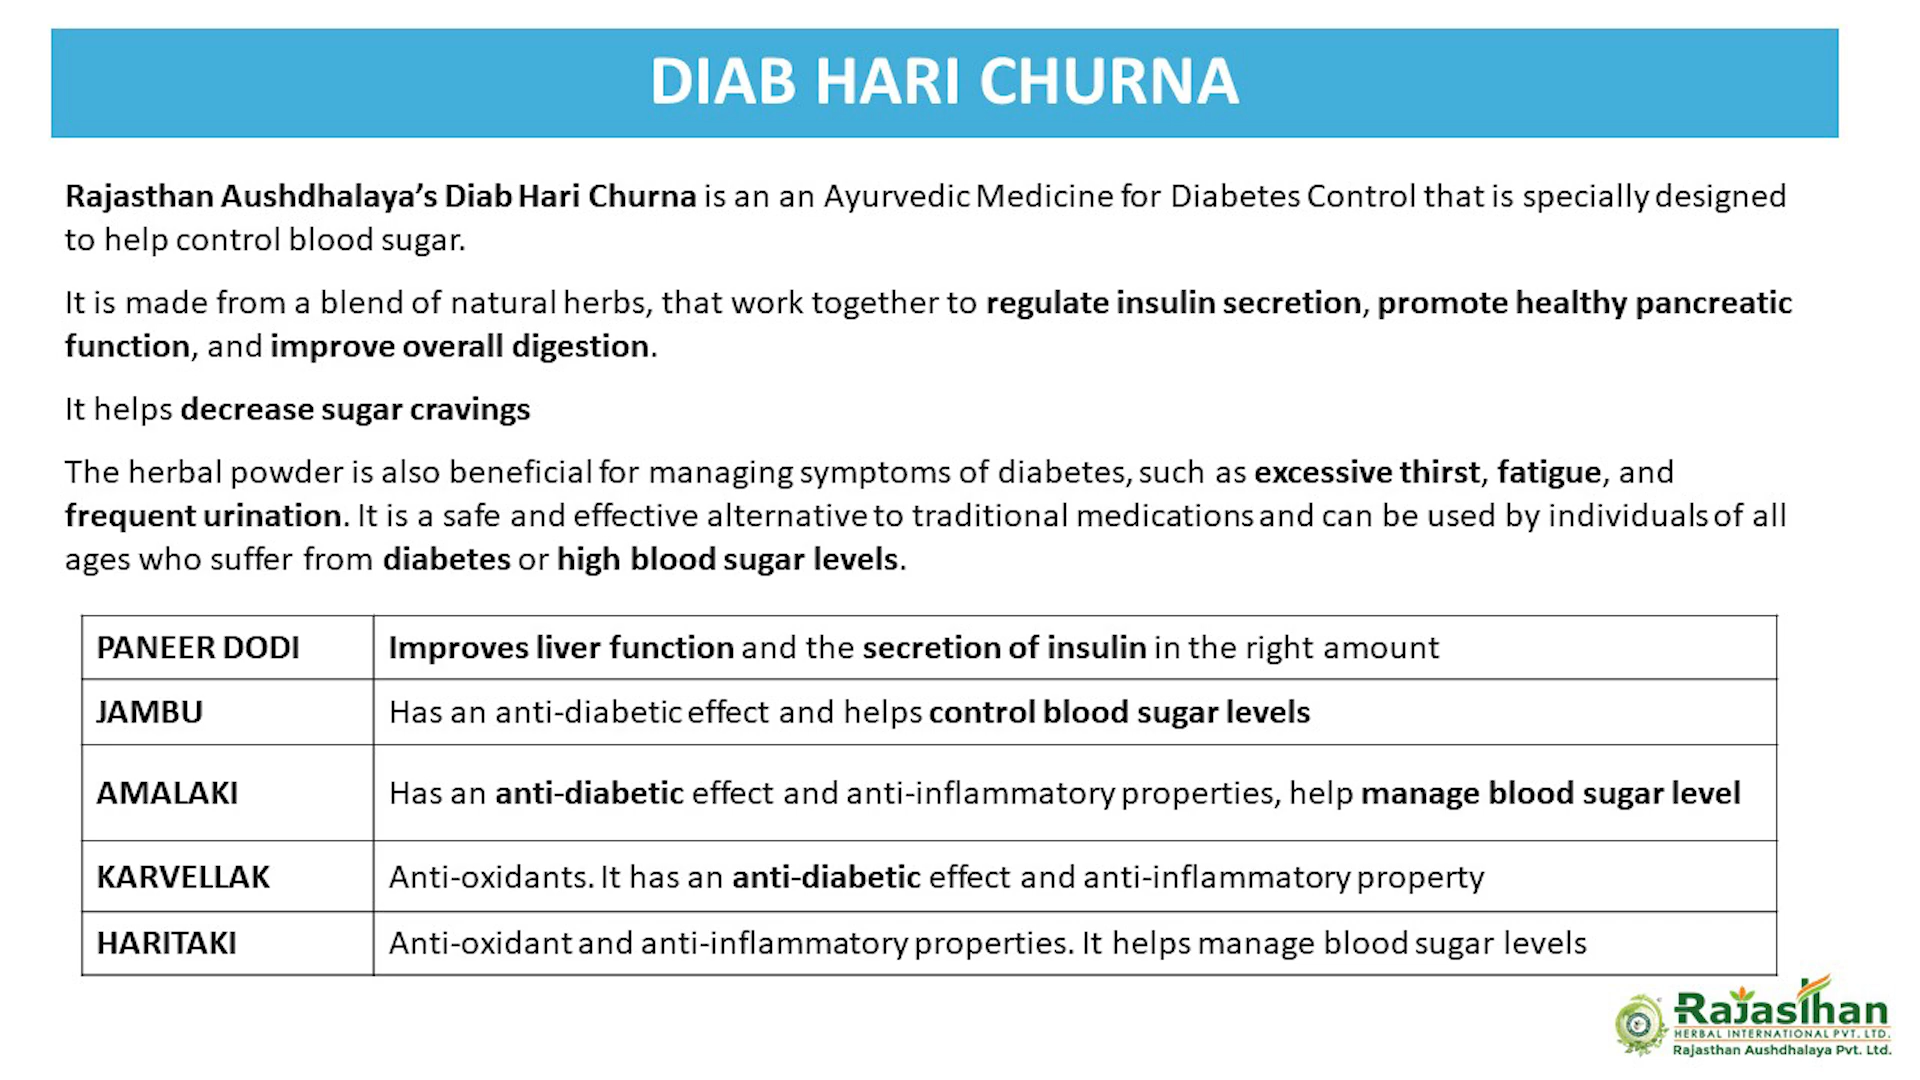 DIAB HARI CHURNA
Rajasthan Aushdhalaya’s Diab Hari Churna is an an Ayurvedic Medicine for Diabetes Control that is specially designed
to help control blood sugar.
It is made from a blend of natural herbs, that work together to regulate insulin secretion, promote healthy pancreatic
function, and improve overall digestion.
It helps decrease sugar cravings
The herbal powder is also beneficial for managing symptoms of diabetes, such as excessive thirst, fatigue, and
frequent urination. It is a safe and effective alternative to traditional medications and can be used by individuals of all
ages who suffer from diabetes or high blood sugar levels.
PANEER DODI Improves liver function and the secretion of insulin in the right amount
JAMBU Has an anti-diabetic effect and helps control blood sugar levels
AMALAKI Has an anti-diabetic effect and anti-inflammatory properties, help manage blood sugar level
KARVELLAK Anti-oxidants. It has an anti-diabetic effect and anti-inflammatory property
HARITAKI Anti-oxidant and anti-inflammatory properties. It helps manage blood sugar levels
Rajasthan
HERBAL INTERNATIONAL PVT. LTD.
Rajasthan Aushdhalaya Pvt. Ltd.